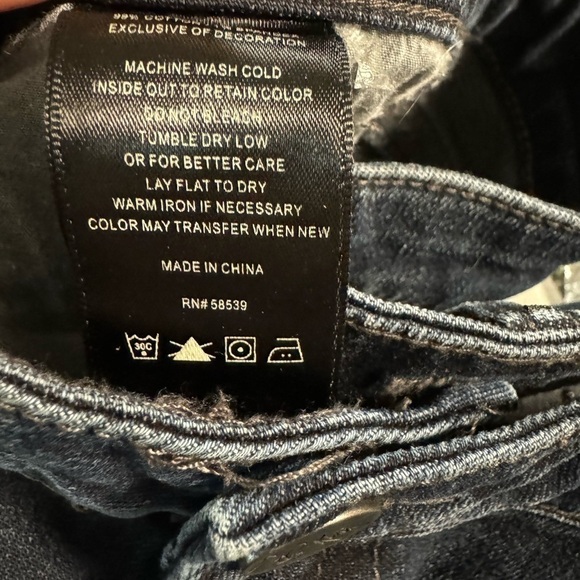 99% COTTON
EXCLUSIVE OF DECORATION
MACHINE WASH COLD
INSIDE OUT TO RETAIN COLOR
DO NOT BLEACH
TUMBLE DRY LOW
OR FOR BETTER CARE
LAY FLAT TO DRY
WARM IRON IF NECESSARY
COLOR MAY TRANSFER WHEN NEW
MADE IN CHINA
RN# 58539
30C